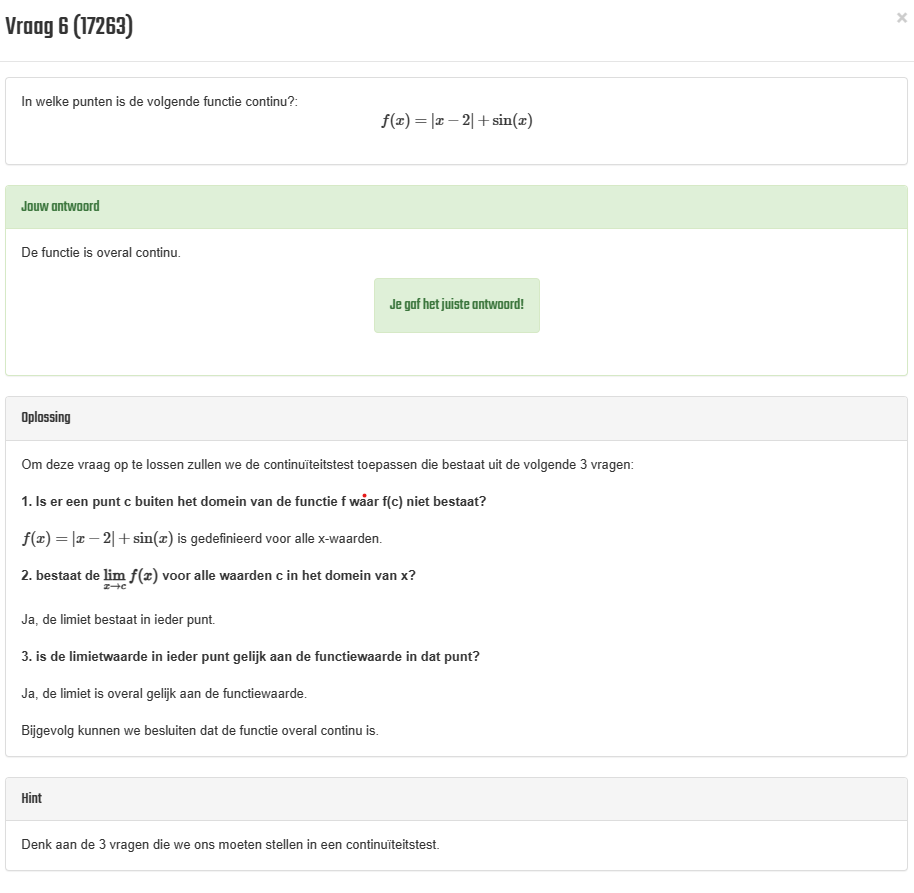 Vraag 6 (17263)
×
In welke punten is de volgende functie continu?:
f(x) = |x − 2| + sin(x)
Jouw antwoord
De functie is overal continu.
Je gaf het juiste antwoord!
Oplossing
Om deze vraag op te lossen zullen we de continuïteitstest toepassen die bestaat uit de volgende 3 vragen:
1. Is er een punt c buiten het domein van de functie f waar f(c) niet bestaat?
f(x) = |x − 2| + sin(x) is gedefinieerd voor alle x-waarden.
2. bestaat de lim x→c f(x) voor alle waarden c in het domein van x?
Ja, de limiet bestaat in ieder punt.
3. is de limietwaarde in ieder punt gelijk aan de functiewaarde in dat punt?
Ja, de limiet is overal gelijk aan de functiewaarde.
Bijgevolg kunnen we besluiten dat de functie overal continu is.
Hint
Denk aan de 3 vragen die we ons moeten stellen in een continuïteitstest.